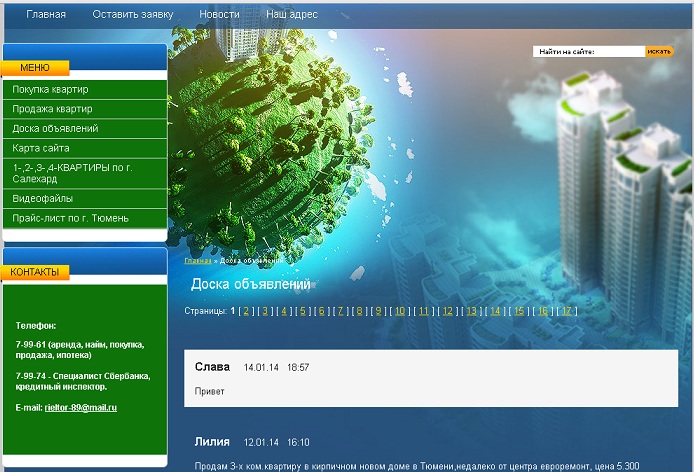 Главная Оставить заявку Новости Наш адрес
Найти на сайте: искать
МЕНЮ
Покупка квартир
Продажа квартир
Доска объявлений
Карта сайта
1-,2-,3-,4-КВАРТИРЫ по г.
Салехард
Видеофайлы
Прайс-лист по г. Тюмень
КОНТАКТЫ
Телефон:
7-99-61 (аренда, найм, покупка,
продажа, ипотека)
7-99-74 - Специалист Сбербанка,
кредитный инспектор.
E-mail: rieltor-89@mail.ru
Главная » Доска объявлений
Доска объявлений
Страницы: 1 [ 2 ] [ 3 ] [ 4 ] [ 5 ] [ 6 ] [ 7 ] [ 8 ] [ 9 ] [ 10 ] [ 11 ] [ 12 ] [ 13 ] [ 14 ] [ 15 ] [ 16 ] [ 17 ]
Слава 14.01.14 18:57
Привет
Лилия 12.01.14 16:10
Продам 3-х ком.квартиру в кирпичном новом доме в Тюмени,недалеко от центра евроремонт, цена 5.300